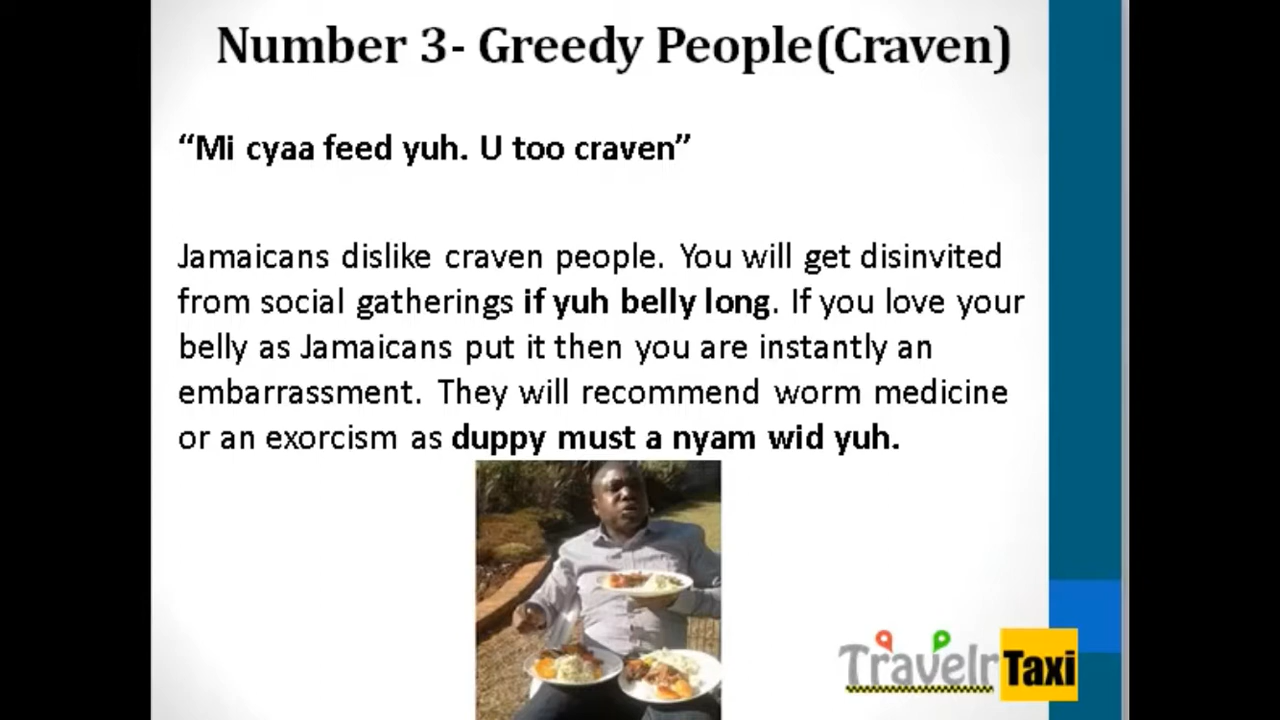 Number 3- Greedy People(Craven)
“Mi cyaa feed yuh. U too craven”
Jamaicans dislike craven people. You will get disinvited
from social gatherings if yuh belly long. If you love your
belly as Jamaicans put it then you are instantly an
embarrassment. They will recommend worm medicine
or an exorcism as duppy must a nyam wid yuh.
Travelr Taxi